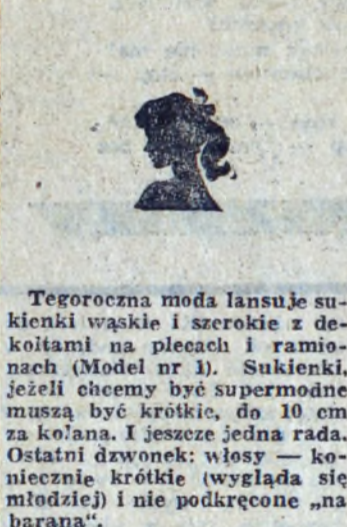 Tegoroczna moda lansuje su-
kienki wąskie i szerokie z de-
koltami na plecach i ramio-
nach (Model nr 1). Sukienki,
jeżeli chcemy być supermodne
muszą być krótkie, do 10 cm
za kolana. I jeszcze jedna rada.
Ostatni dzwonek: włosy — ko-
niecznie krótkie (wygląda się
młodziej) i nie podkręcone „na
barana“.